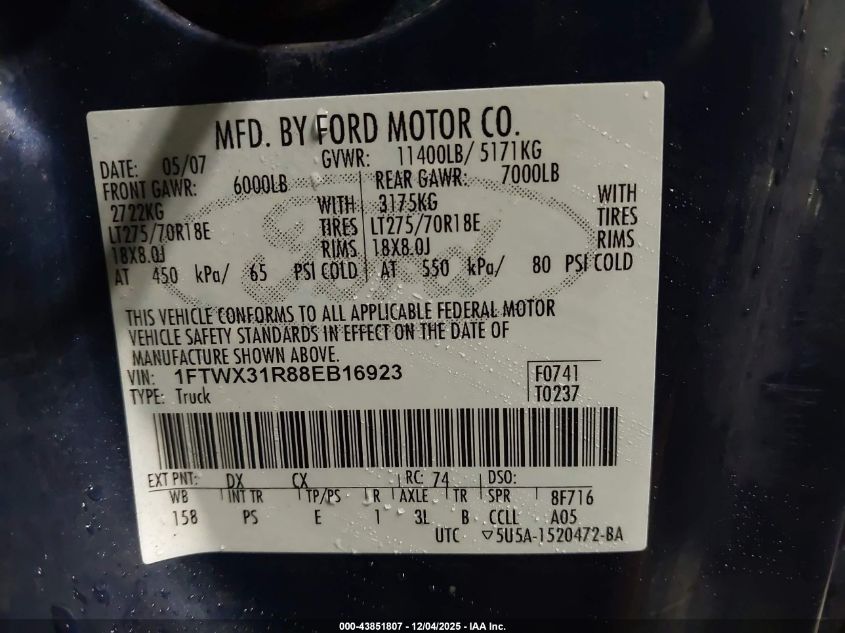 MFD. BY FORD MOTOR CO.
DATE: 05/07 GVWR: 11400LB/ 5171KG
FRONT GAWR: 6000LB REAR GAWR: 7000LB
2722KG WITH 3175KG WITH
LT275/70R18E TIRES LT275/70R18E TIRES
18X8.0J RIMS 18X8.0J RIMS
AT 450 kPa/ 65 PSI COLD AT 550 kPa/ 80 PSI COLD
Ford
THIS VEHICLE CONFORMS TO ALL APPLICABLE FEDERAL MOTOR
VEHICLE SAFETY STANDARDS IN EFFECT ON THE DATE OF
MANUFACTURE SHOWN ABOVE.
VIN: 1FTWX31R88EB16923 F0741
TYPE: Truck T0237
EXT PNT: DX CX RC: 74 DSO:
WB INT TR TP/PS R AXLE TR SPR 8F716
158 PS E 1 3L B CCLL A05
UTC ▽5U5A-1520472-BA
000-43851807 - 12/04/2025 - IAA Inc.